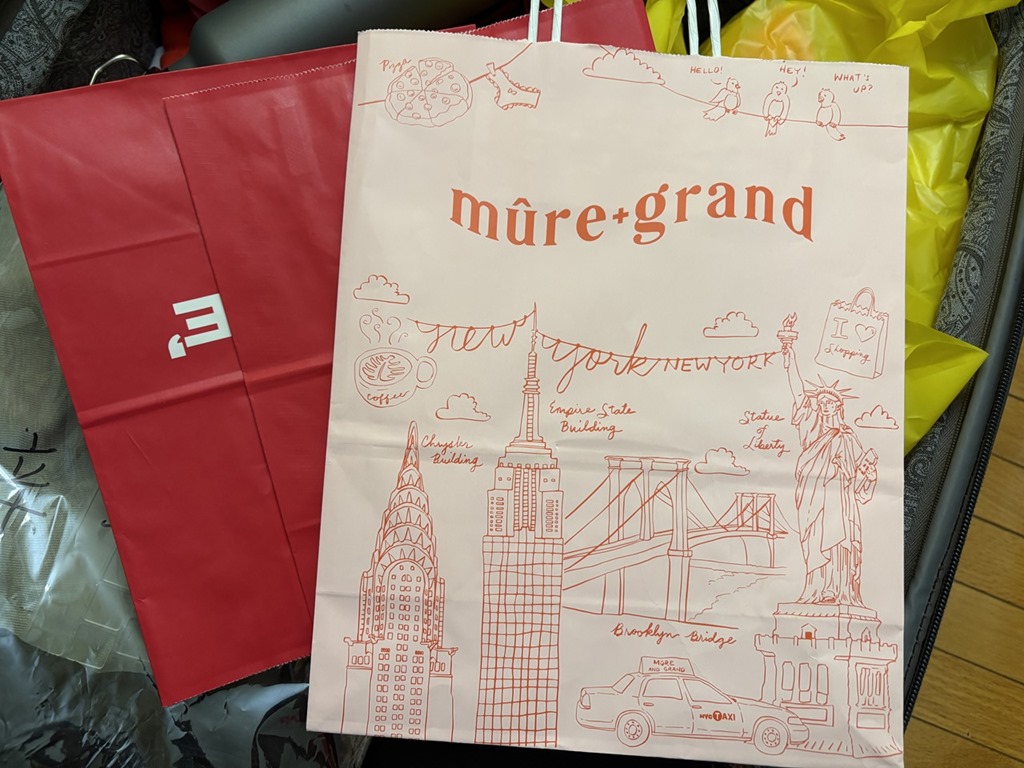 Pizza
HELLO!
HEY!
WHAT'S
UP?
mûre+grand
new york NEW YORK
I ♡
Shopping
coffee
Chrysler
Building
Empire State
Building
Statue
of
Liberty
Brooklyn Bridge
MÛRE
AND GRAND
NYC TAXI
m,